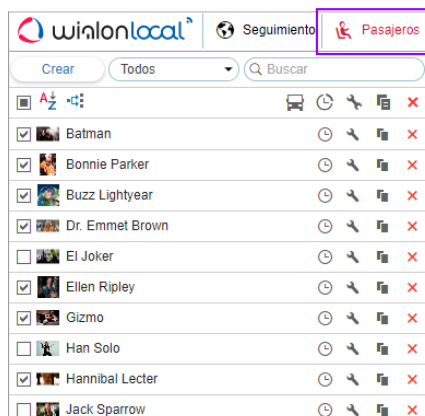 wialon local Seguimiento Pasajeros
Crear Todos Buscar
AZ
Batman
Bonnie Parker
Buzz Lightyear
Dr. Emmet Brown
El Joker
Ellen Ripley
Gizmo
Han Solo
Hannibal Lecter
Jack Sparrow